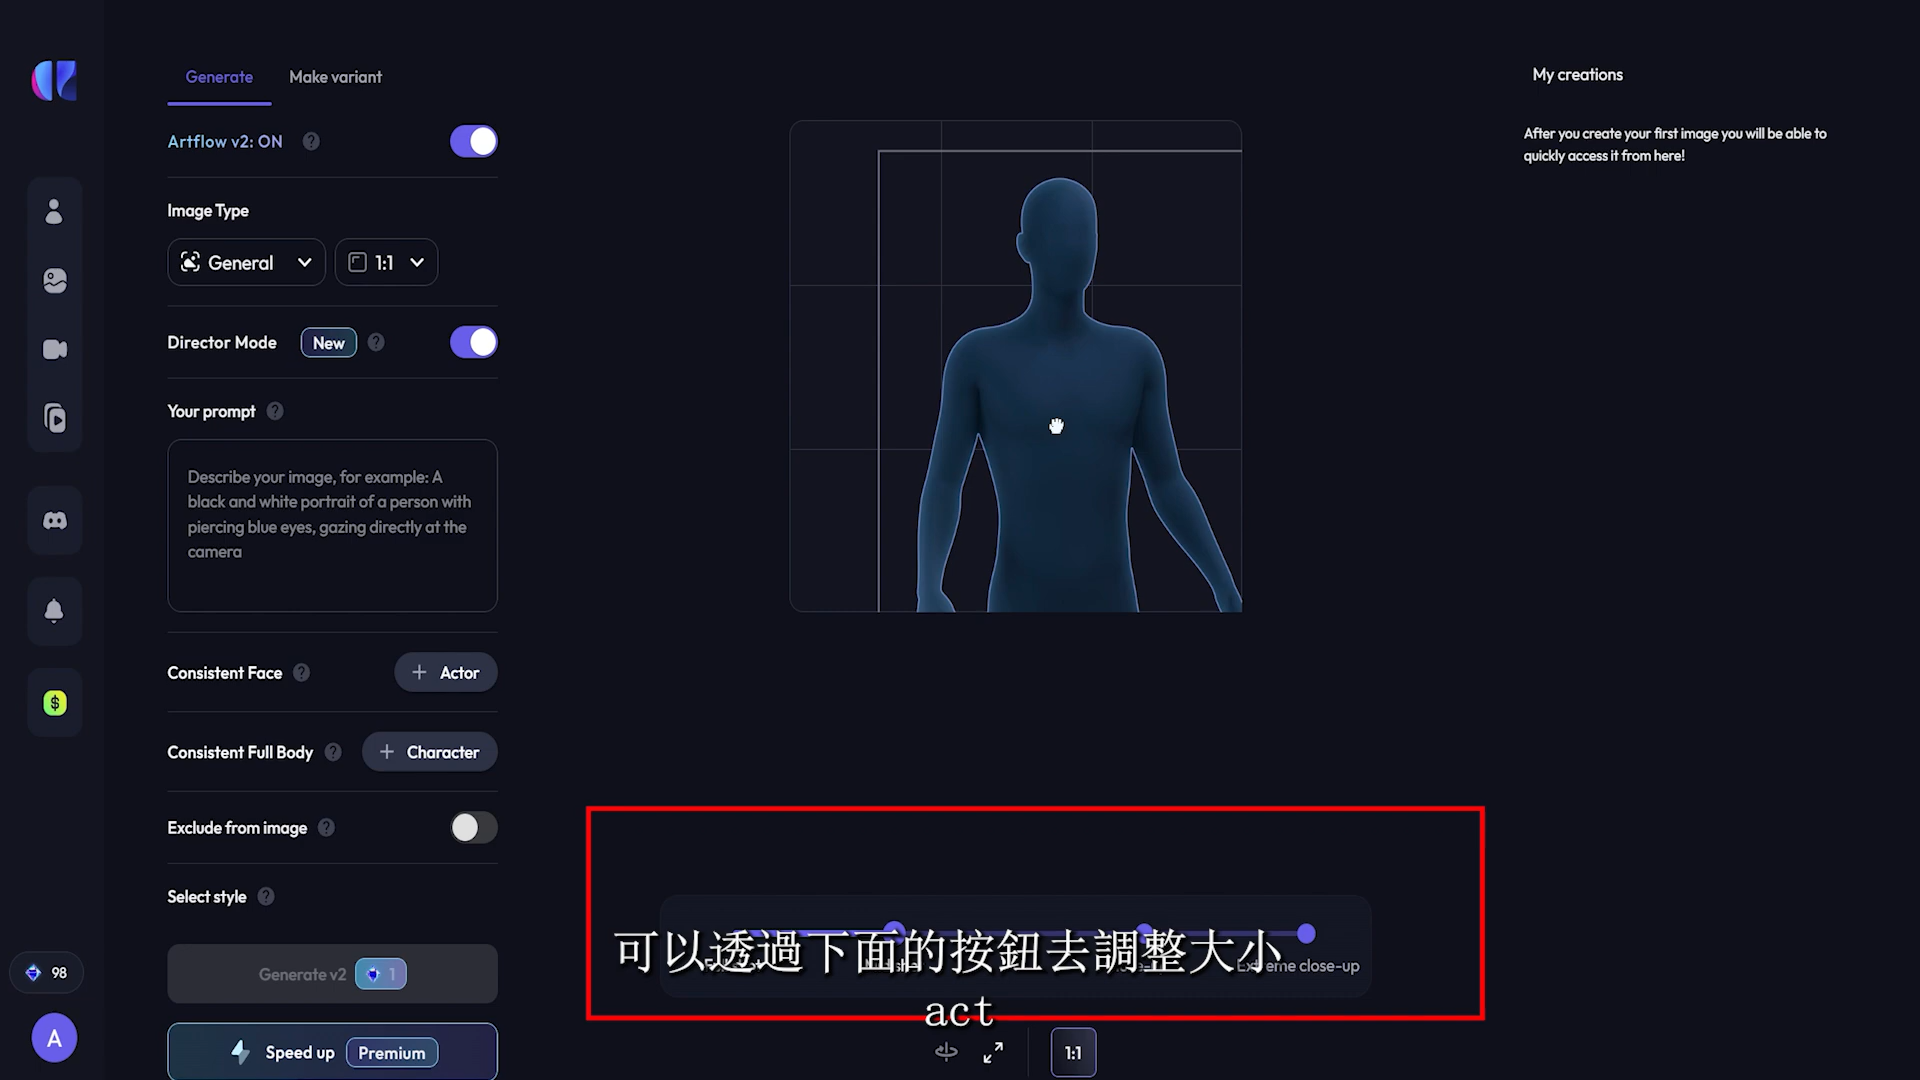 Generate Make variant
My creations
After you create your first image you will be able to
quickly access it from here!
Artflow v2: ON
Image Type
General 1:1
Director Mode New
Your prompt
Describe your image, for example: A
black and white portrait of a person with
piercing blue eyes, gazing directly at the
camera
Consistent Face + Actor
Consistent Full Body + Character
Exclude from image
Select style
可以透過下面的按鈕去調整大小
Extreme close-up
Generate v2 1
98
act
A
Speed up Premium
1:1